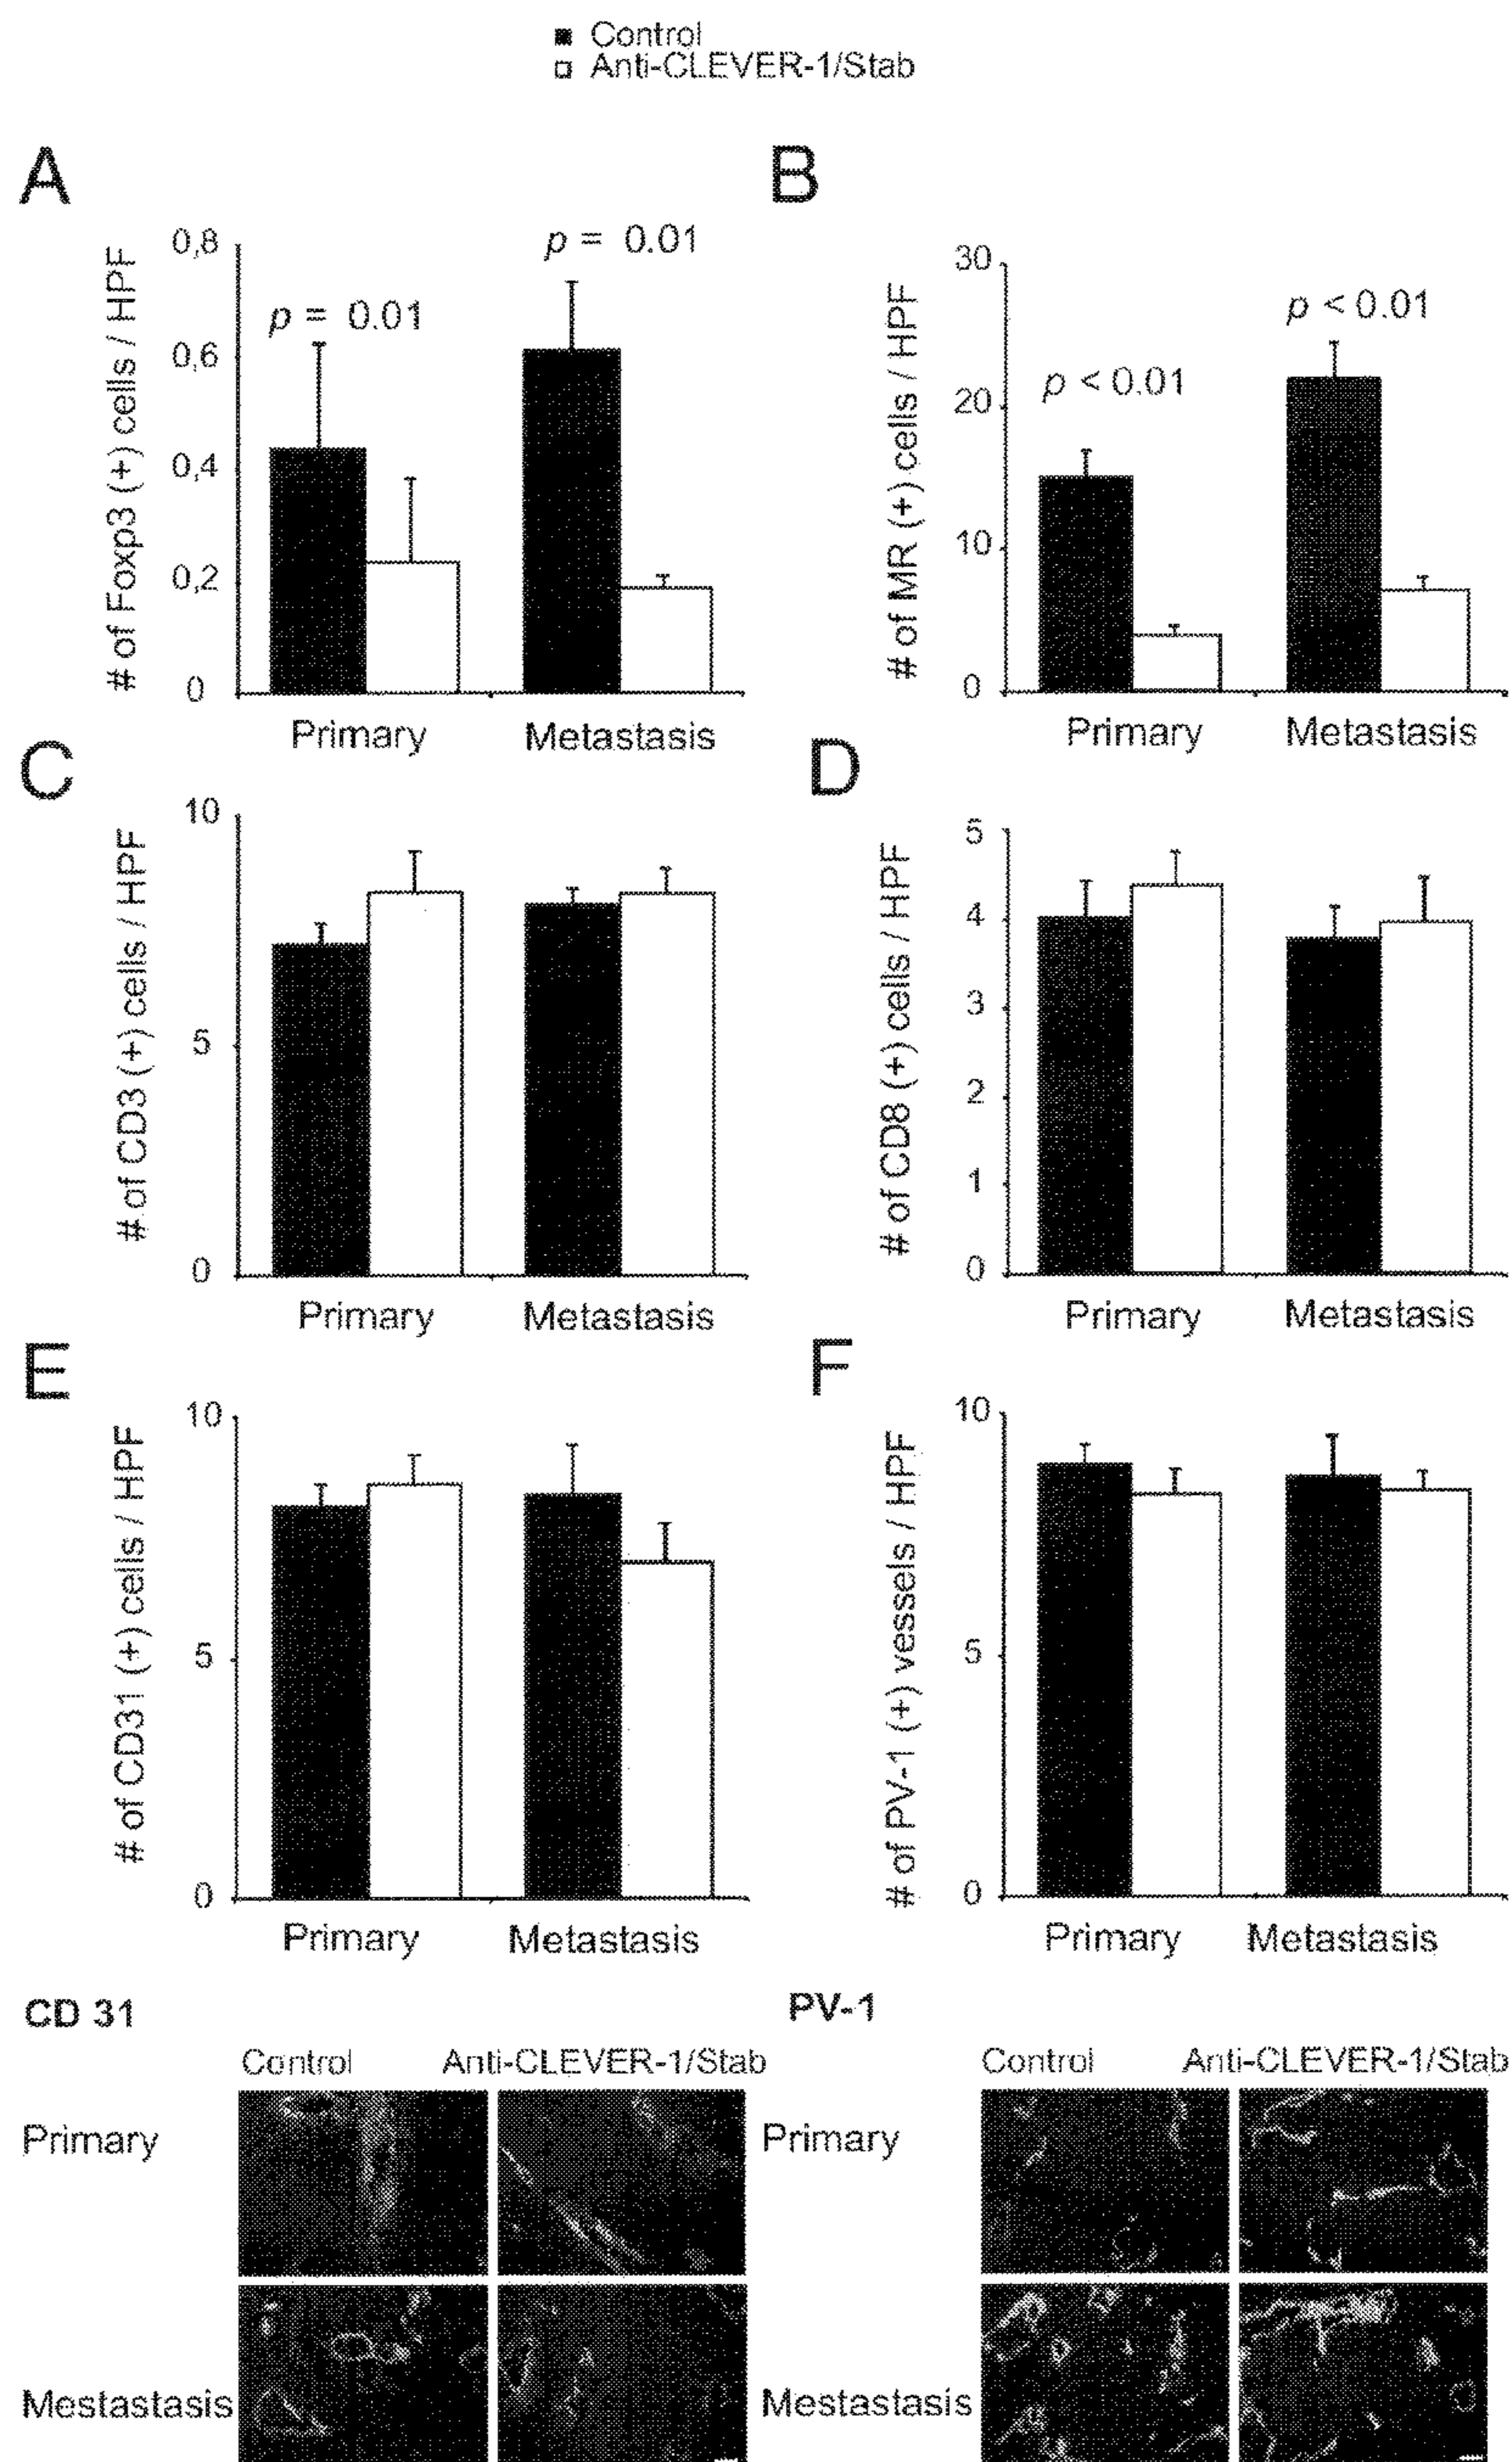 Control
Anti-CLEVER-1/Stab
A
# of Foxp3 (+) cells / HPF
0,8
0,6
0,4
0,2
0
p = 0.01
p = 0.01
Primary
Metastasis
B
# of MR (+) cells / HPF
30
20
10
0
p < 0.01
p < 0.01
Primary
Metastasis
C
# of CD3 (+) cells / HPF
10
5
0
Primary
Metastasis
D
# of CD8 (+) cells / HPF
5
4
3
2
1
0
Primary
Metastasis
E
# of CD31 (+) cells / HPF
10
5
0
Primary
Metastasis
F
# of PV-1 (+) vessels / HPF
10
5
0
Primary
Metastasis
CD 31
Control
Anti-CLEVER-1/Stab
Primary
Mestastasis
PV-1
Control
Anti-CLEVER-1/Stab
Primary
Mestastasis